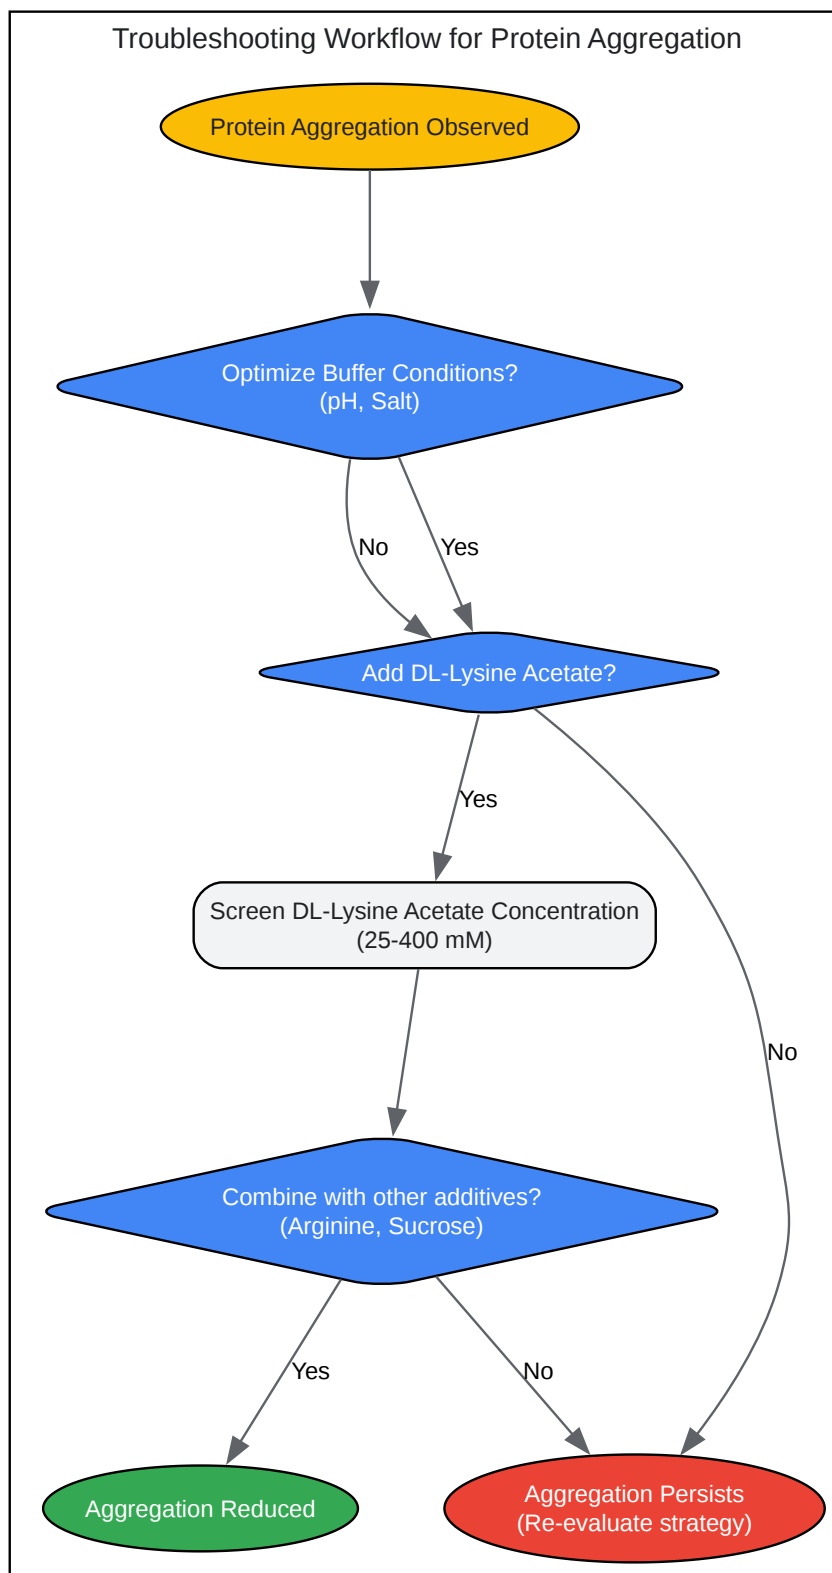 Troubleshooting Workflow for Protein Aggregation
Protein Aggregation Observed
Optimize Buffer Conditions?
(pH, Salt)
No
Yes
Add DL-Lysine Acetate?
Yes
Screen DL-Lysine Acetate Concentration
(25-400 mM)
No
Combine with other additives?
(Arginine, Sucrose)
Yes
No
Aggregation Reduced
Aggregation Persists
(Re-evaluate strategy)